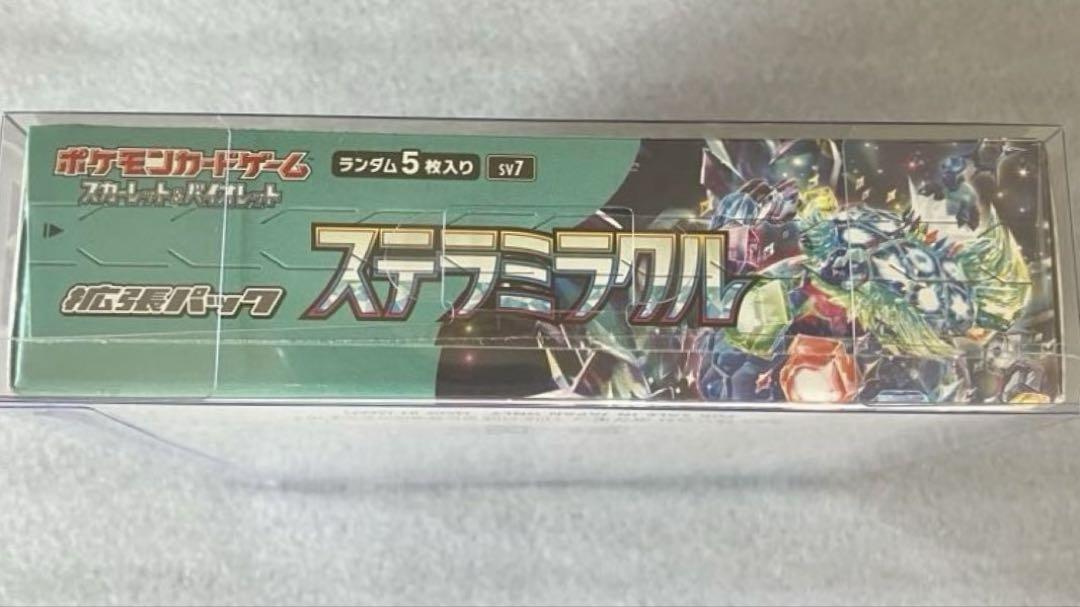 ポケモンカードゲーム
スカーレット&バイオレット
ランダム5枚入り
SV7
ステラミラクル
拡張パック